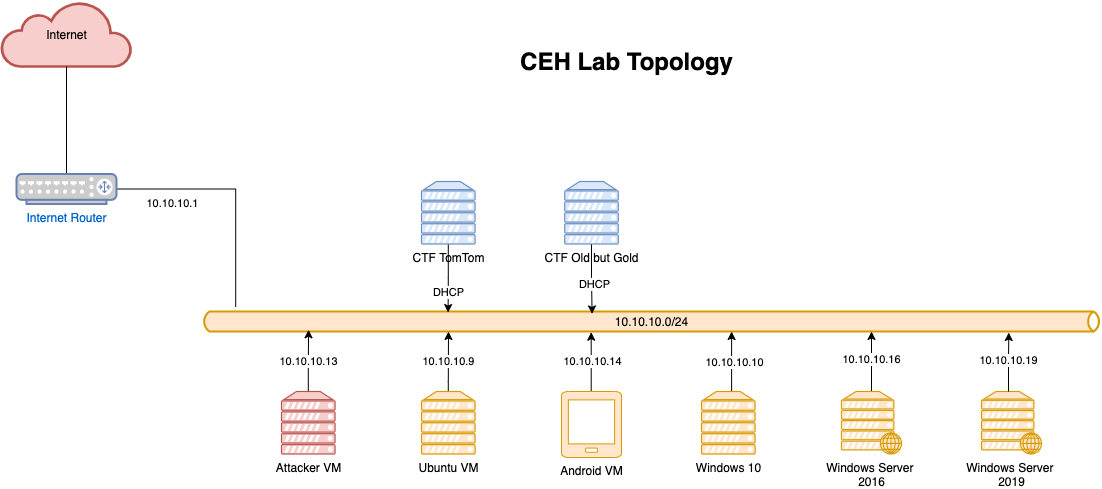 Internet
CEH Lab Topology
10.10.10.1
Internet Router
CTF TomTom
CTF Old but Gold
DHCP
DHCP
10.10.10.0/24
10.10.10.13
10.10.10.9
10.10.10.14
10.10.10.10
10.10.10.16
10.10.10.19
Attacker VM
Ubuntu VM
Android VM
Windows 10
Windows Server
2016
Windows Server
2019